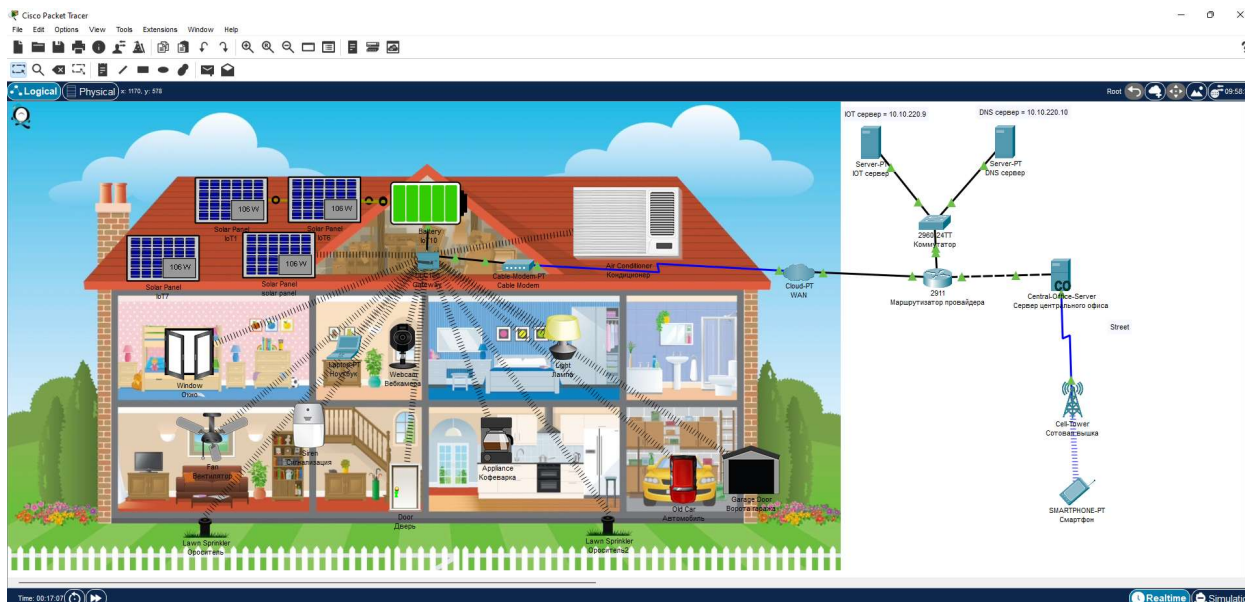 Cisco Packet Tracer
File Edit Options View Tools Extensions Window Help
Logical Physical x: 1170, y: 578
Root 09:58:
IOT сервер = 10.10.220.9
DNS сервер = 10.10.220.10
Server-PT
IOT сервер
Server-PT
DNS сервер
2960-24TT
Коммутатор
2911
Маршрутизатор провайдера
Central-Office-Server
Сервер центрального офиса
CO
Street
Cloud-PT
WAN
Cell-Tower
Сотовая вышка
SMARTPHONE-PT
Смартфон
106 W
Solar Panel
IoT1
106 W
Solar Panel
IoT6
106 W
Solar Panel
IoT7
106 W
Solar Panel
solar panel
Battery
IoT10
Gateway
Cable-Modem-PT
Cable Modem
Air Conditioner
Кондиционер
Window
Окно
Laptop-PT
Ноутбук
Webcam
Вебкамера
Light
Лампа
Fan
Вентилятор
Siren
Сигнализация
Door
Дверь
Appliance
Кофеварка
Old Car
Автомобиль
Garage Door
Ворота гаража
Lawn Sprinkler
Ороситель
Lawn Sprinkler
Ороситель2
Time: 00:17:07
Realtime Simulation